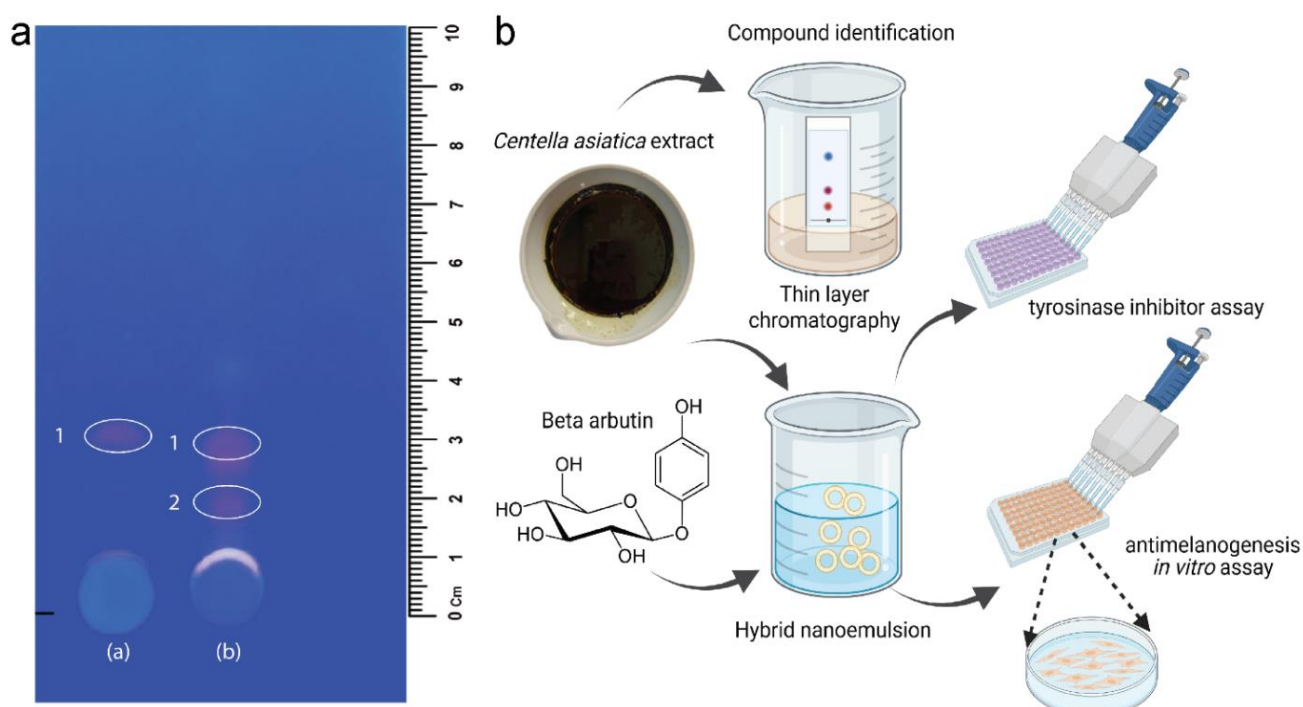 a
10
9
8
7
6
5
4
3
2
1
0 Cm
1
1
2
(a)
(b)
b
Compound identification
Centella asiatica extract
Thin layer
chromatography
tyrosinase inhibitor assay
Beta arbutin
OH
OH
HO
HO
OH
O
O
Hybrid nanoemulsion
antimelanogenesis
in vitro assay